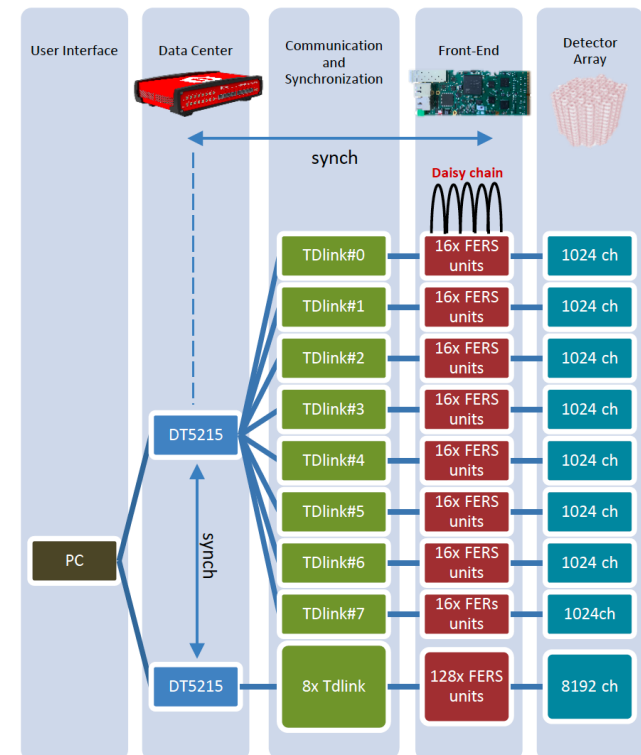 User Interface
Data Center
Communication
and
Synchronization
Front-End
Detector
Array
synch
Daisy chain
TDlink#0
16x FERS
units
1024 ch
TDlink#1
16x FERS
units
1024 ch
TDlink#2
16x FERS
units
1024 ch
TDlink#3
16x FERS
units
1024 ch
DT5215
TDlink#4
16x FERS
units
1024 ch
TDlink#5
16x FERS
units
1024 ch
synch
PC
TDlink#6
16x FERS
units
1024 ch
TDlink#7
16x FERs
units
1024ch
DT5215
8x Tdlink
128x FERS
units
8192 ch